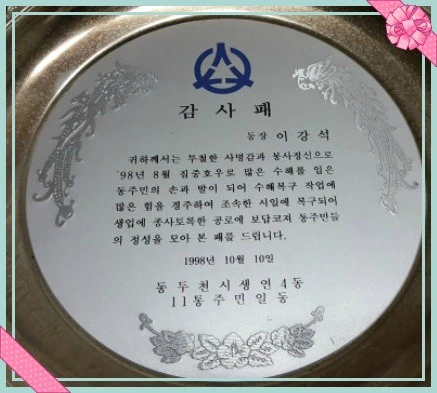 감 사 패
동장 이 강 석
귀하께서는 투철한 사명감과 봉사정신으로
'98년 8월 집중호우로 많은 수해를 입은
동주민의 손과 발이 되어 수해복구 작업에
많은 힘을 경주하여 조속한 시일에 복구되어
생업에 종사토록한 공로에 보답코져 동주민들
의 정성을 모아 본 패를 드립니다.
1998년 10월 10일
동 두 천 시 생 연 4 동
11 통 주 민 일 동